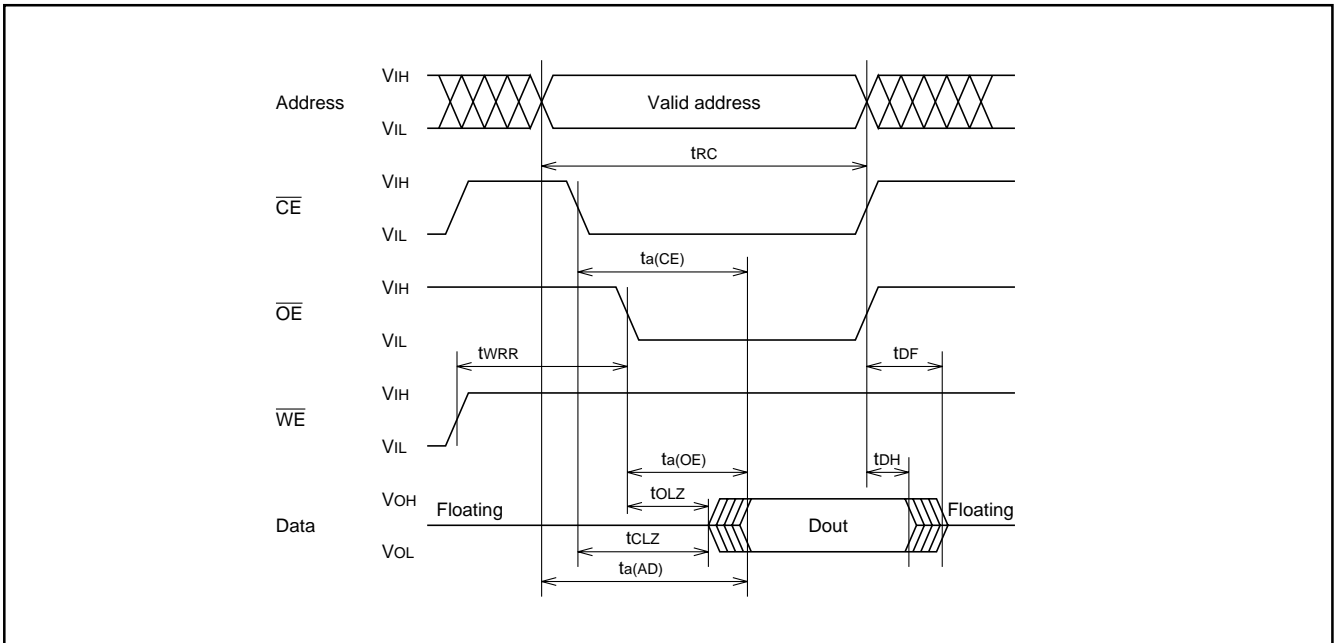 VIH
Address
Valid address
VIL
tRC
VIH
CE
VIL
ta(CE)
VIH
OE
VIL
tWRR
tDF
VIH
WE
VIL
ta(OE)
tDH
VOH
Floating
tOLZ
Floating
Data
Dout
VOL
tCLZ
ta(AD)